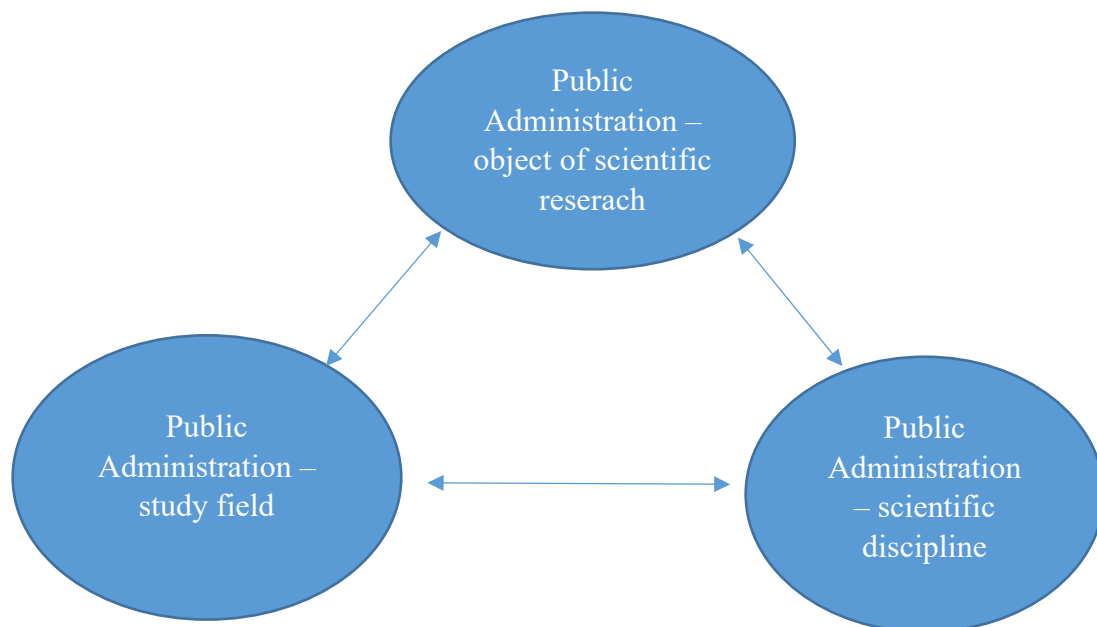 Public
Administration –
object of scientific
reserach
Public
Administration –
study field
Public
Administration
– scientific
discipline